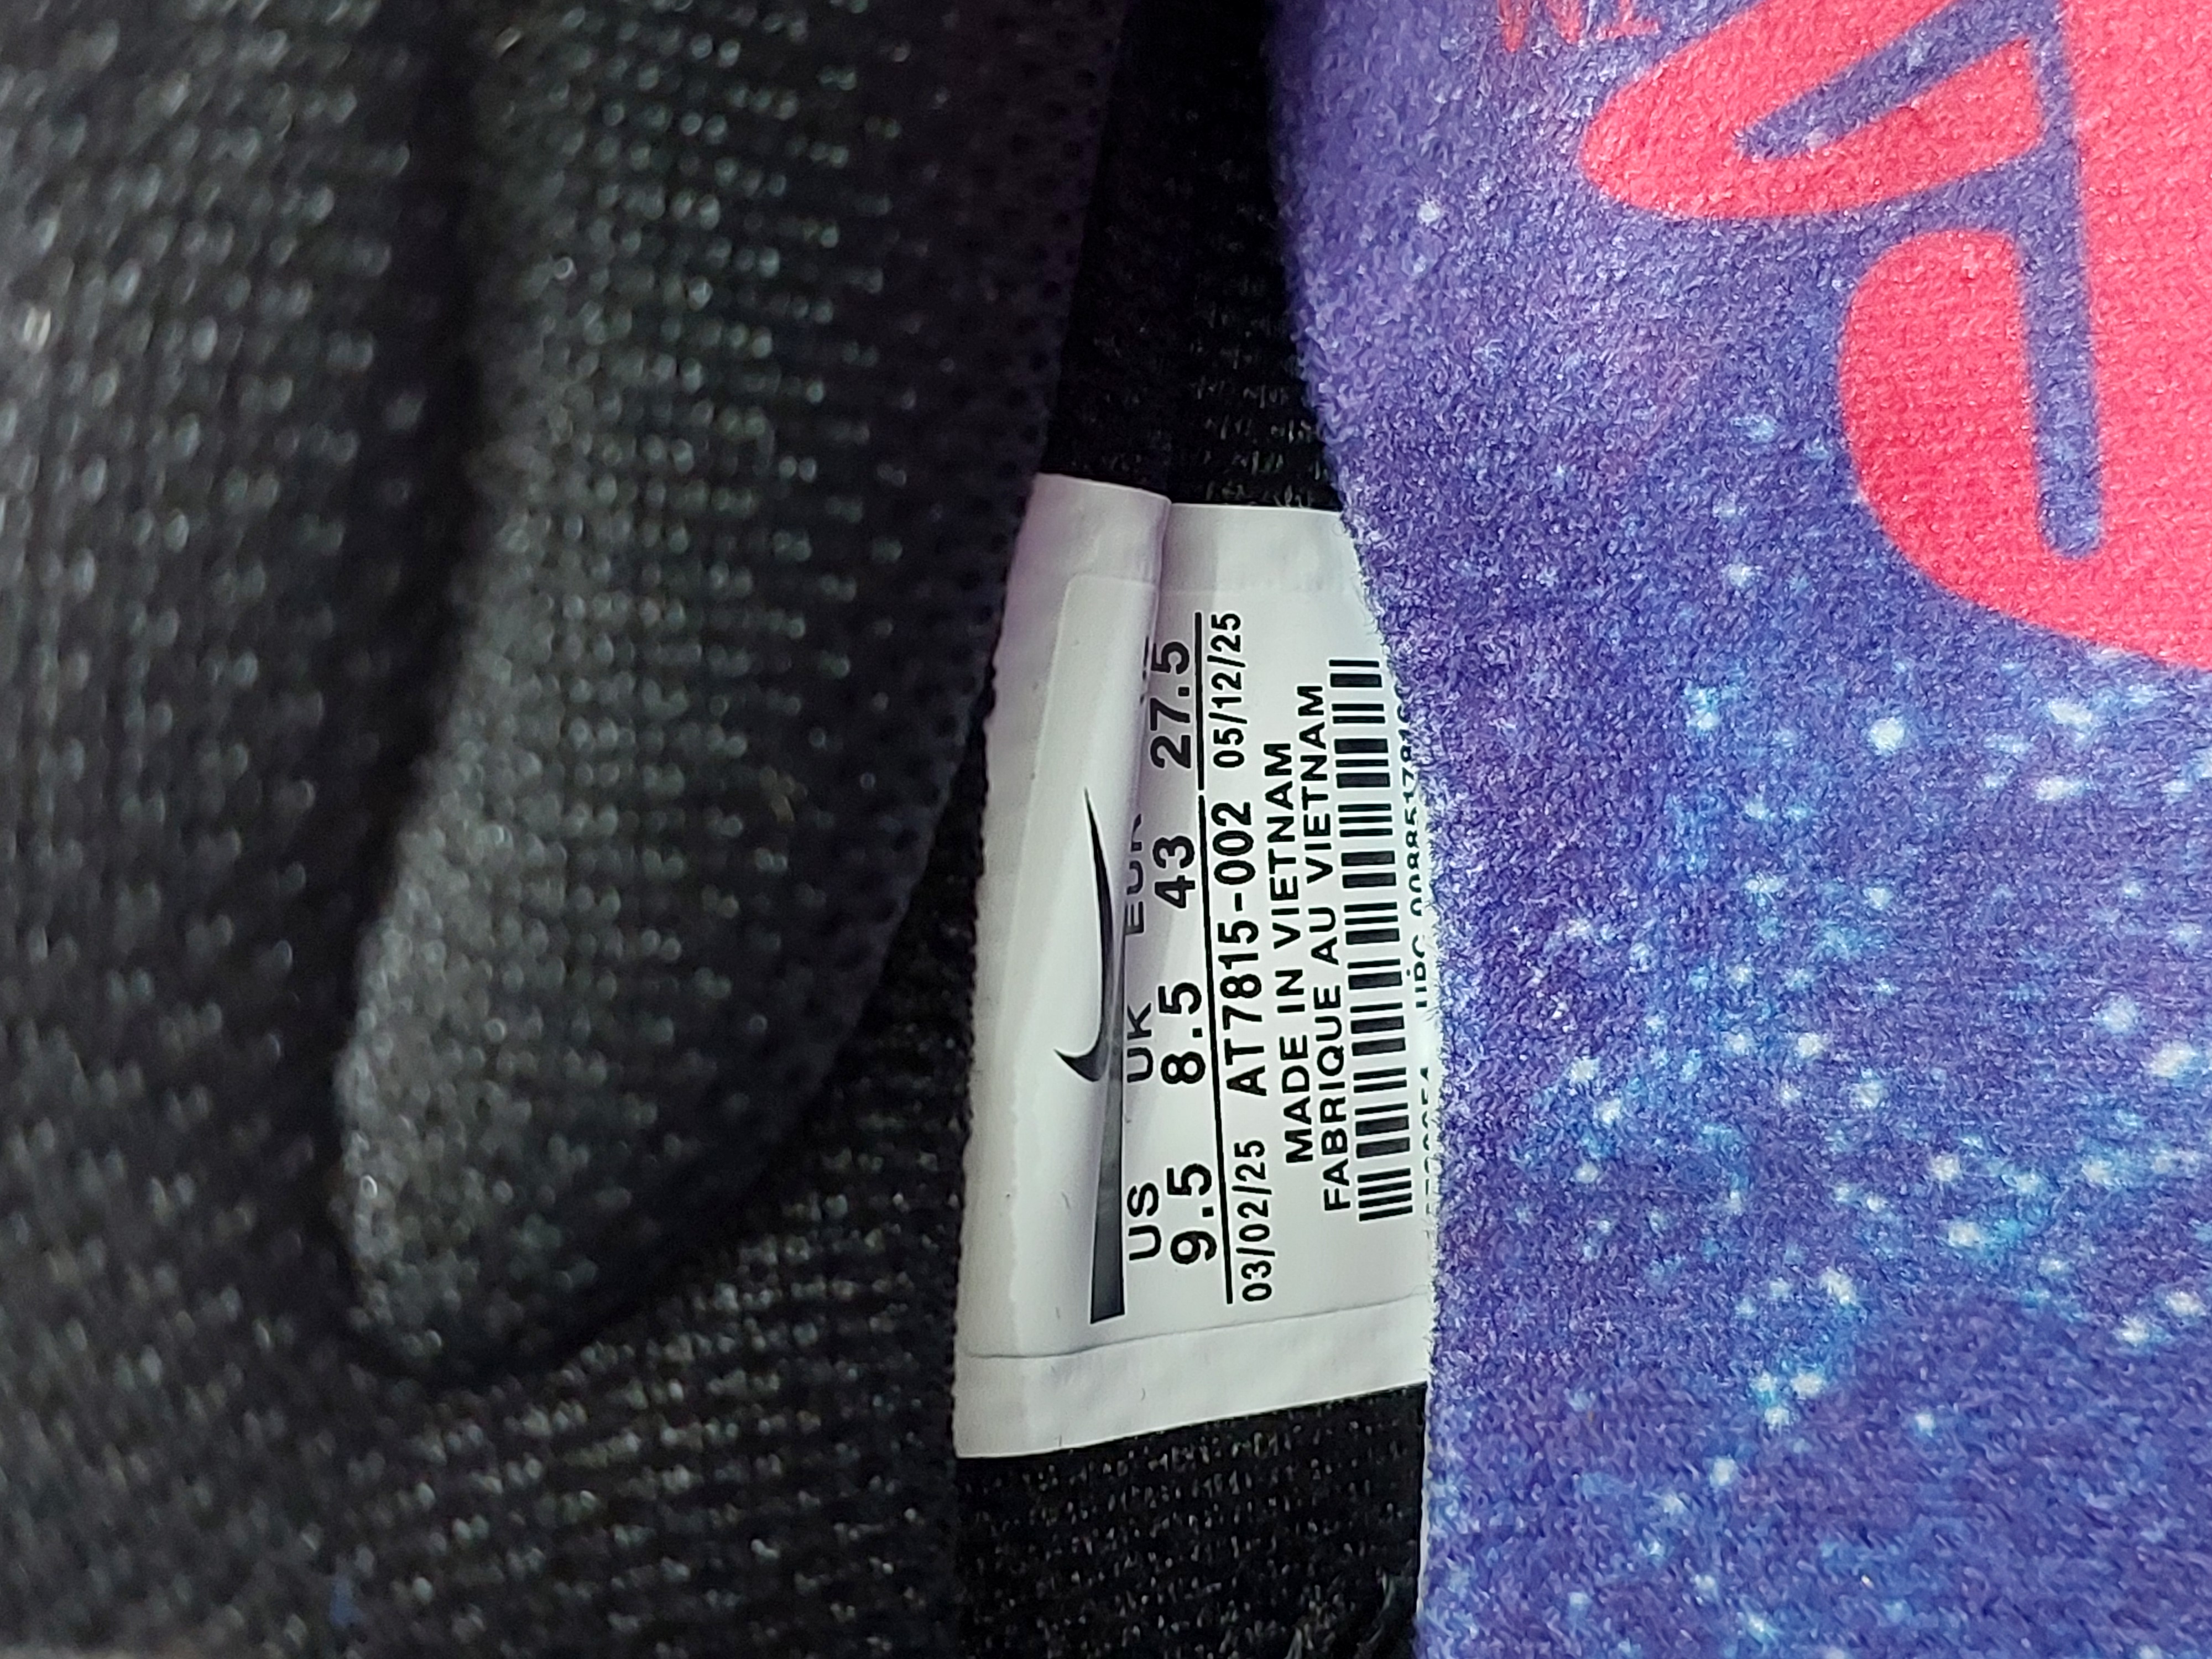 US UK EUR
9.5 8.5 43 27.5
03/02/25 AT7815-002 05/12/25
MADE IN VIETNAM
FABRIQUE AU VIETNAM